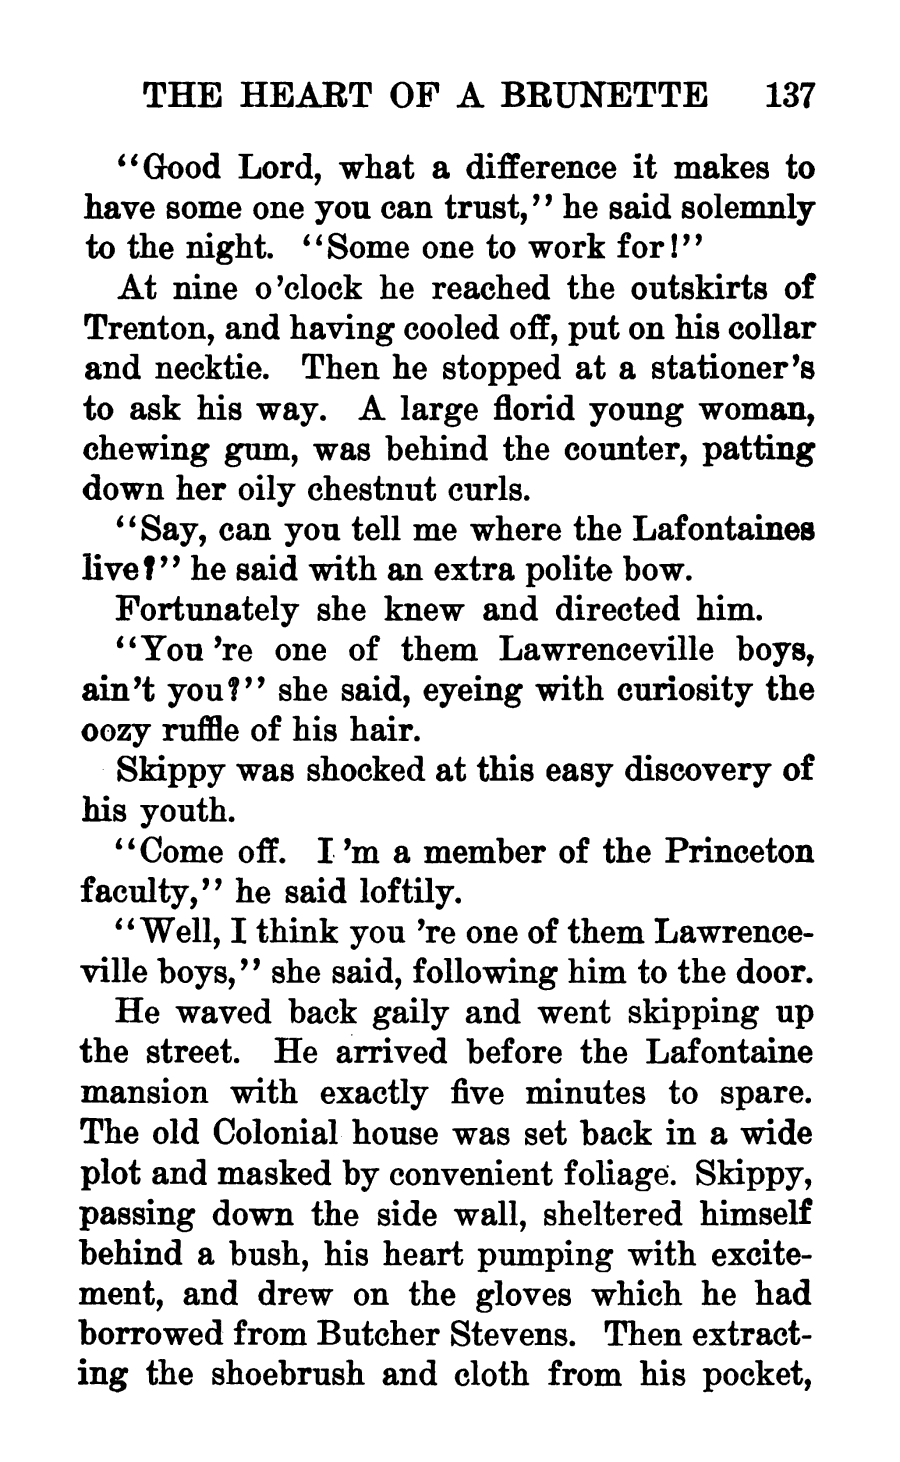 THE HEART OF A BRUNETTE 137
"Good Lord, what a difference it makes to
have some one you can trust," he said solemnly
to the night. "Some one to work for!"
At nine o'clock he reached the outskirts of
Trenton, and having cooled off, put on his collar
and necktie. Then he stopped at a stationer's
to ask his way. A large florid young woman,
chewing gum, was behind the counter, patting
down her oily chestnut curls.
"Say, can you tell me where the Lafontaines
live?" he said with an extra polite bow.
Fortunately she knew and directed him.
"You 're one of them Lawrenceville boys,
ain't you?" she said, eyeing with curiosity the
oozy ruffle of his hair.
Skippy was shocked at this easy discovery of
his youth.
"Come off. I 'm a member of the Princeton
faculty," he said loftily.
"Well, I think you 're one of them Lawrence-
ville boys," she said, following him to the door.
He waved back gaily and went skipping up
the street. He arrived before the Lafontaine
mansion with exactly five minutes to spare.
The old Colonial house was set back in a wide
plot and masked by convenient foliage. Skippy,
passing down the side wall, sheltered himself
behind a bush, his heart pumping with excite-
ment, and drew on the gloves which he had
borrowed from Butcher Stevens. Then extract-
ing the shoebrush and cloth from his pocket,